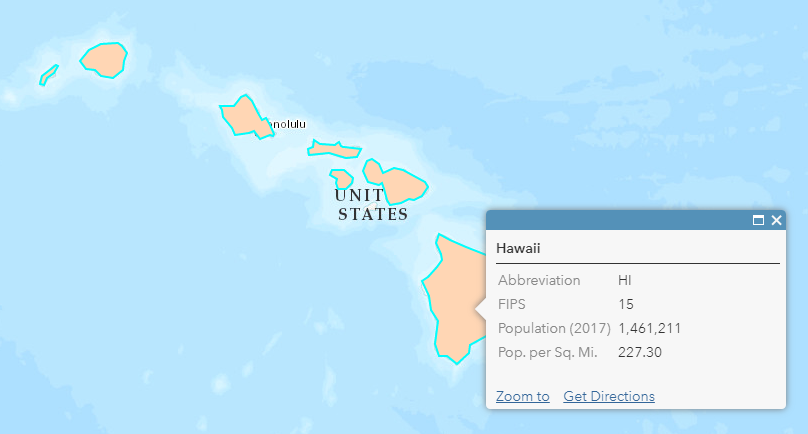 onolulu
UNIT
STATES
Hawaii
Abbreviation HI
FIPS 15
Population (2017) 1,461,211
Pop. per Sq. Mi. 227.30
Zoom to Get Directions